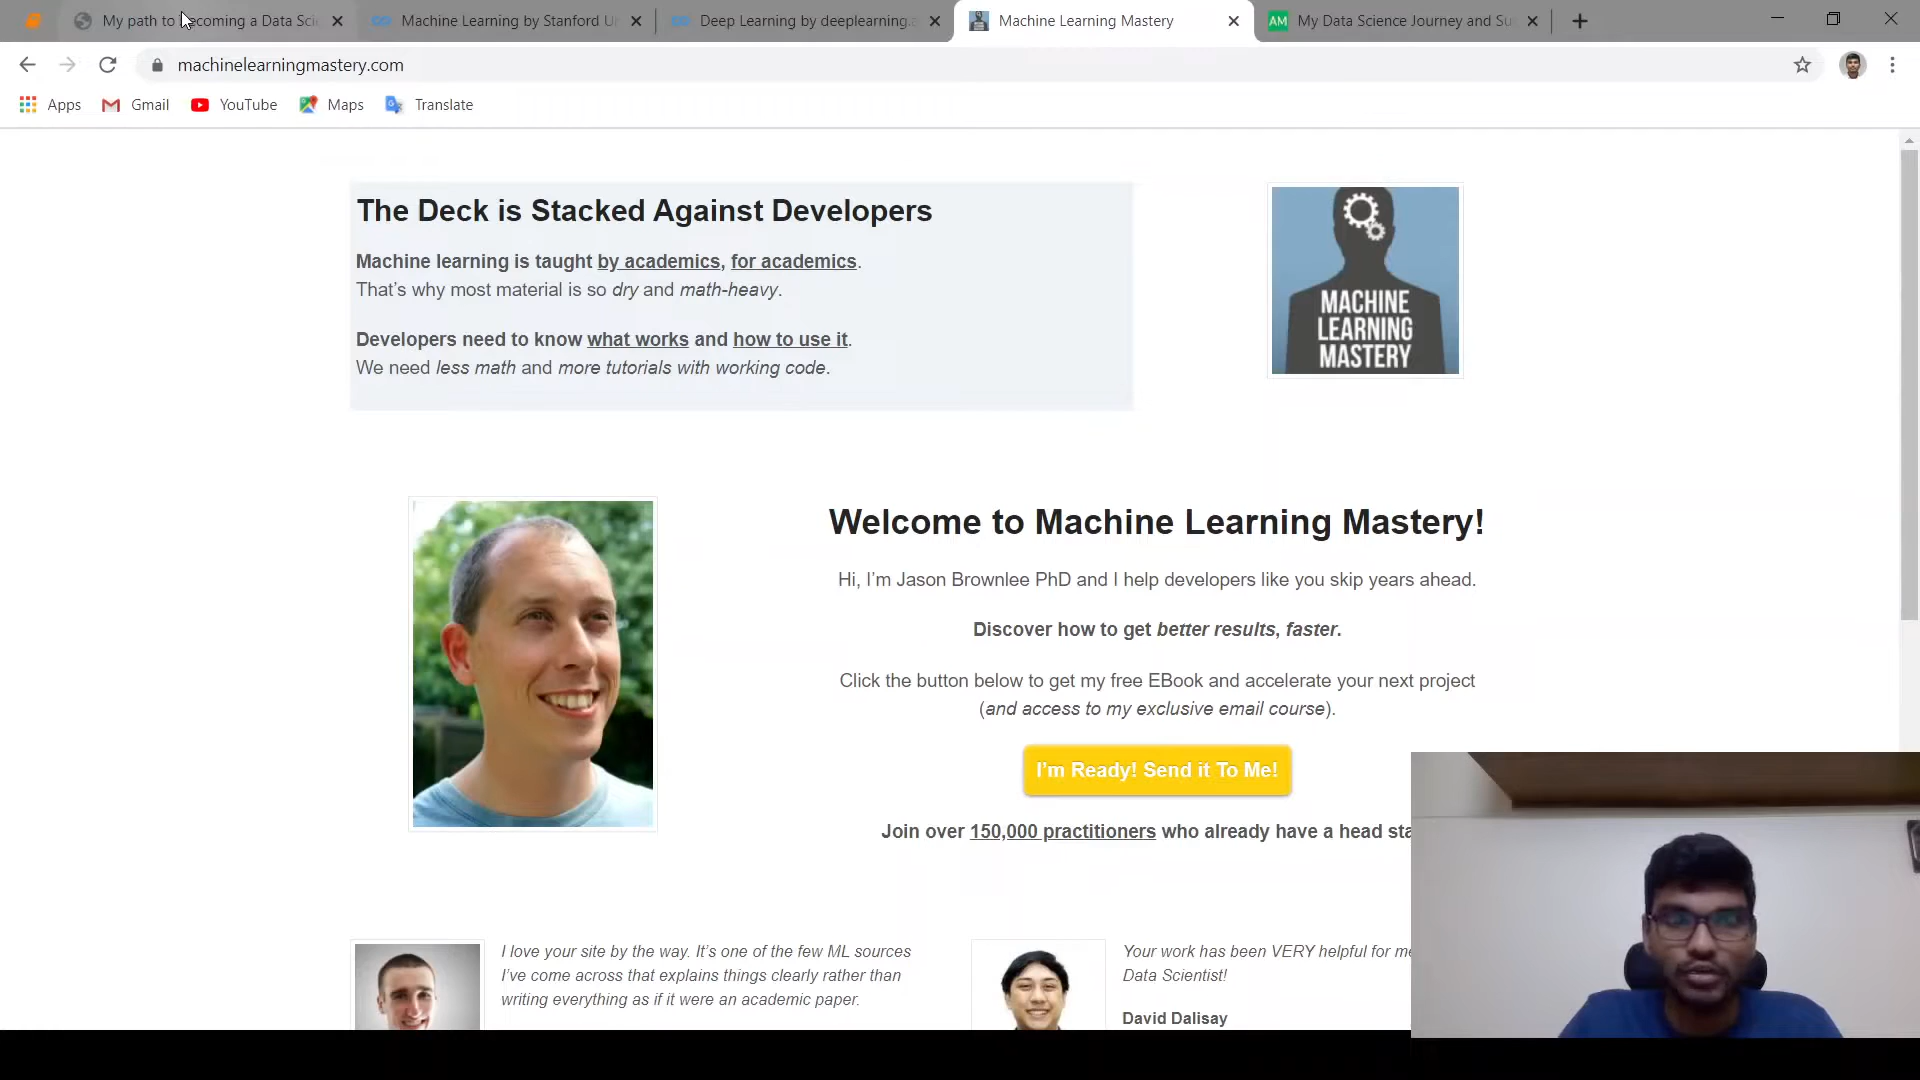 My path to becoming a Data Sci
Machine Learning by Stanford U
Deep Learning by deeplearning.
Machine Learning Mastery
AM My Data Science Journey and Su
machinelearningmastery.com
Apps
Gmail
YouTube
Maps
Translate
The Deck is Stacked Against Developers
Machine learning is taught by academics, for academics.
That’s why most material is so dry and math-heavy.
Developers need to know what works and how to use it.
We need less math and more tutorials with working code.
MACHINE
LEARNING
MASTERY
Welcome to Machine Learning Mastery!
Hi, I’m Jason Brownlee PhD and I help developers like you skip years ahead.
Discover how to get better results, faster.
Click the button below to get my free EBook and accelerate your next project
(and access to my exclusive email course).
I’m Ready! Send it To Me!
Join over 150,000 practitioners who already have a head sta
I love your site by the way. It’s one of the few ML sources
I’ve come across that explains things clearly rather than
writing everything as if it were an academic paper.
Your work has been VERY helpful for me
Data Scientist!
David Dalisay